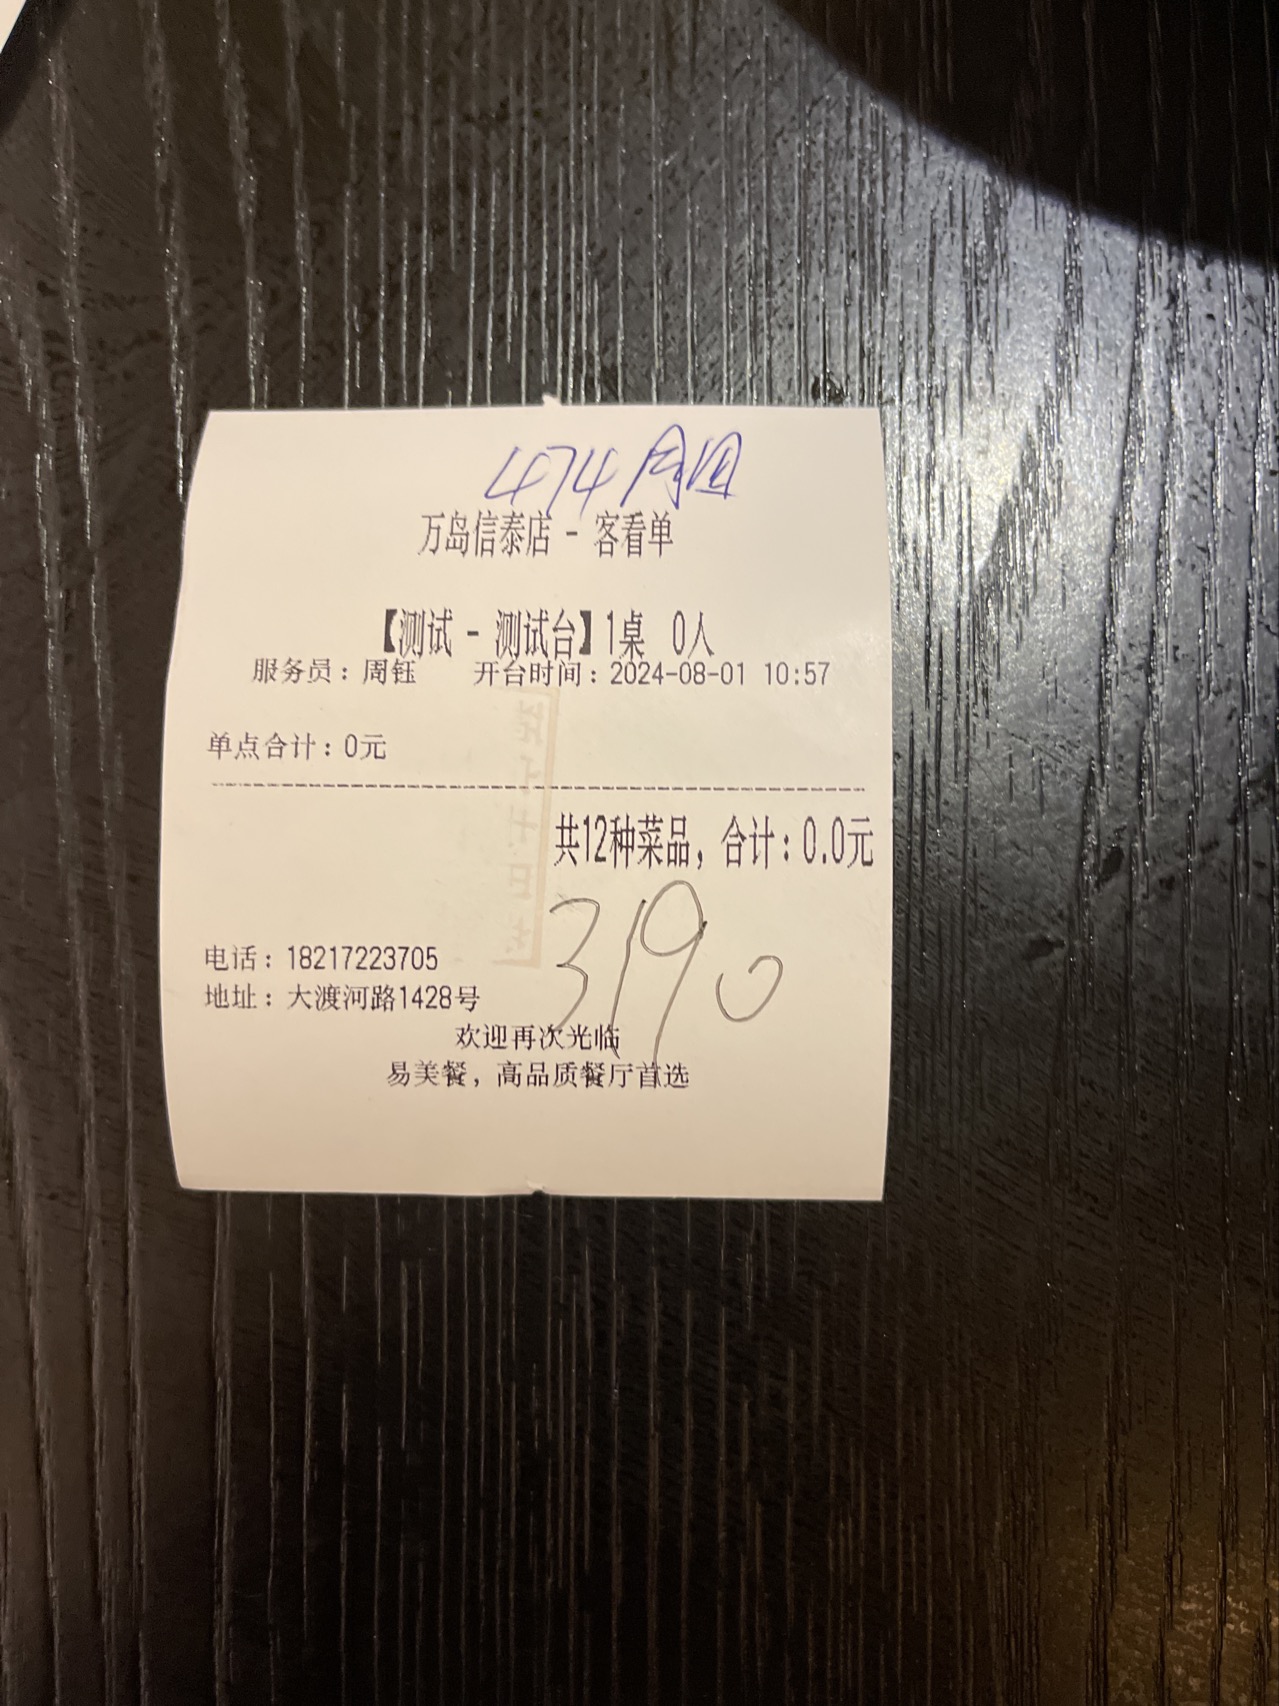 474
万岛信泰店 - 客看单
【测试 - 测试台】1桌 0人
服务员：周钰 开台时间：2024-08-01 10:57
单点合计：0元
共12种菜品，合计：0.0元
3190
电话：18217223705
地址：大渡河路1428号
欢迎再次光临
易美餐，高品质餐厅首选